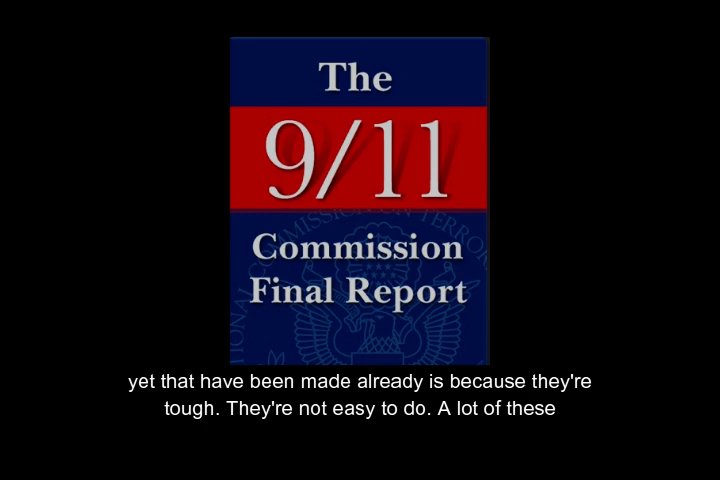 The
9/11
Commission
Final Report
yet that have been made already is because they're
tough. They're not easy to do. A lot of these